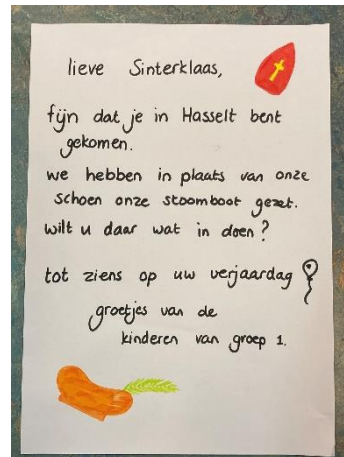 lieve Sinterklaas,
fijn dat je in Hasselt bent
gekomen.
we hebben in plaats van onze
schoen onze stoomboot gezet.
wilt u daar wat in doen?
tot ziens op uw verjaardag
groetjes van de
kinderen van groep 1.